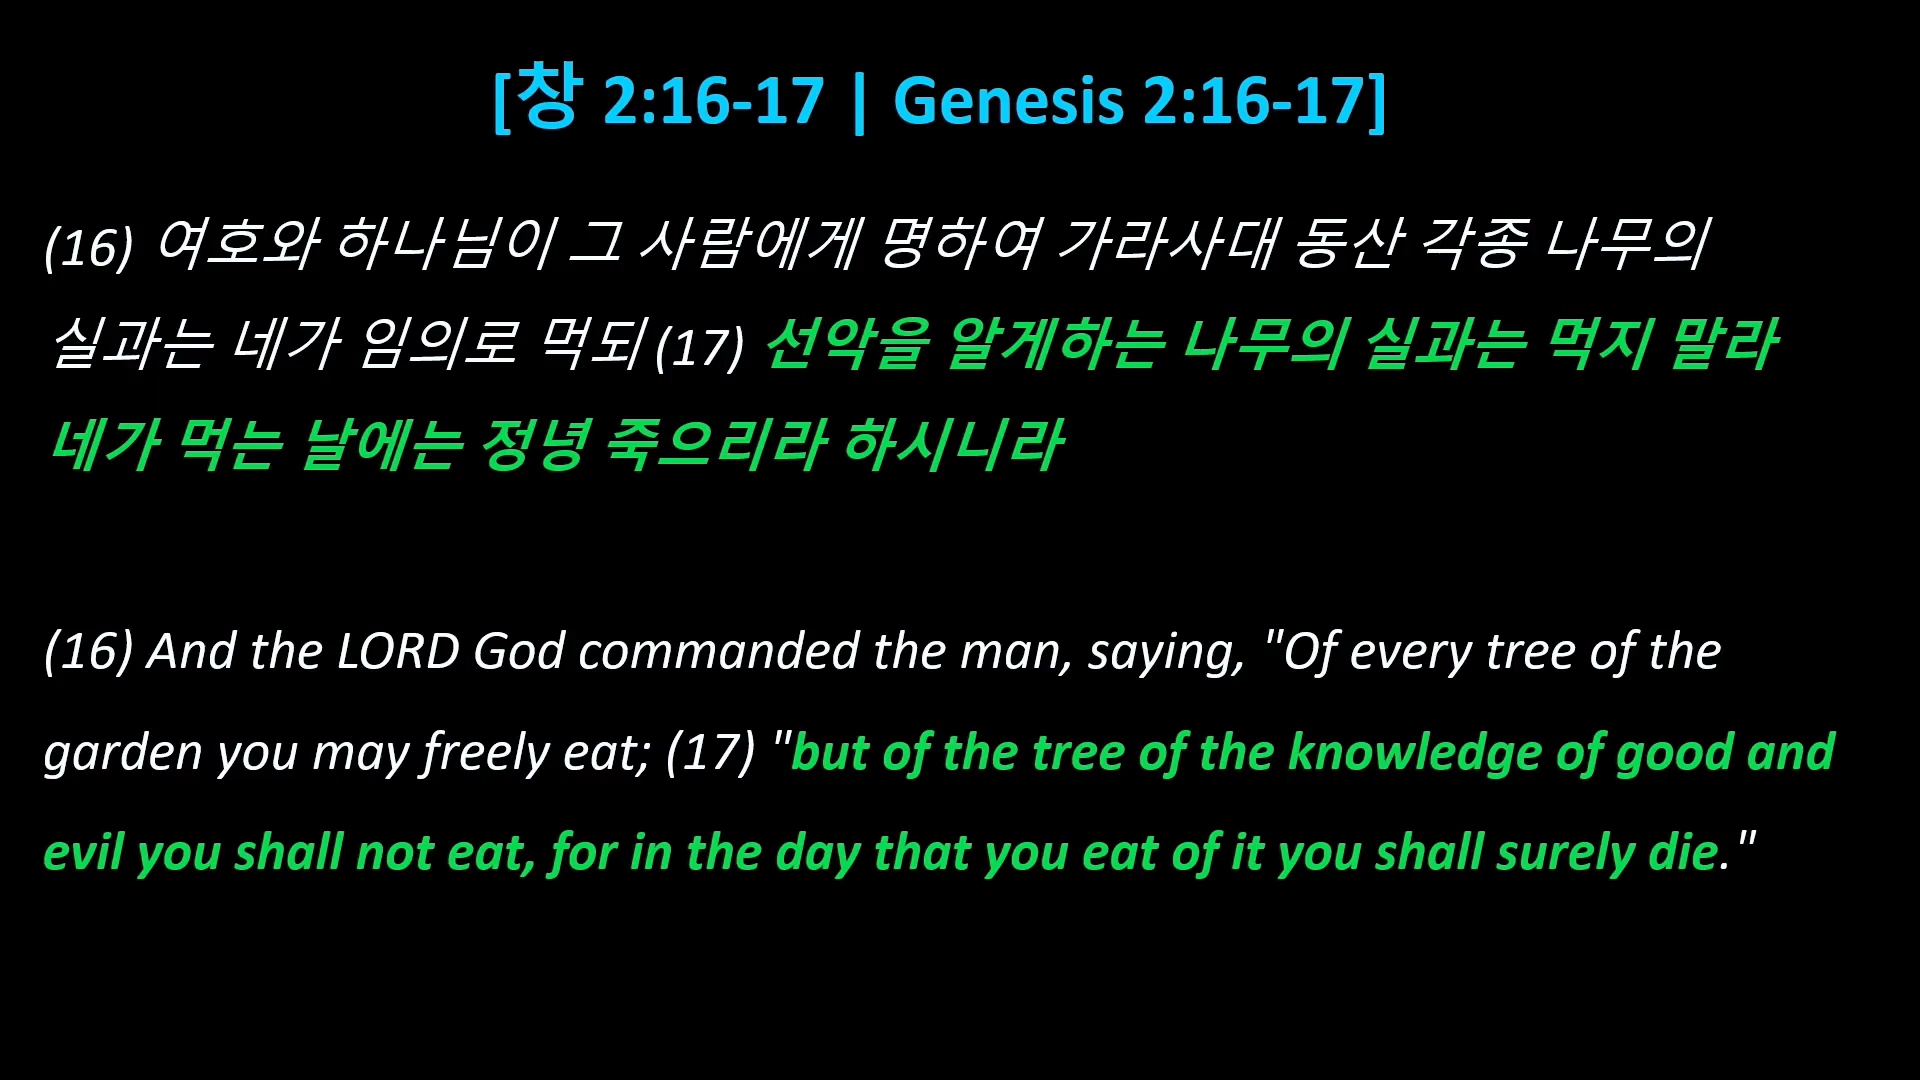 [창 2:16-17 | Genesis 2:16-17]
(16) 여호와 하나님이 그 사람에게 명하여 가라사대 동산 각종 나무의
실과는 네가 임의로 먹되 (17) 선악을 알게하는 나무의 실과는 먹지 말라
네가 먹는 날에는 정녕 죽으리라 하시니라
(16) And the LORD God commanded the man, saying, "Of every tree of the
garden you may freely eat; (17) "but of the tree of the knowledge of good and
evil you shall not eat, for in the day that you eat of it you shall surely die."